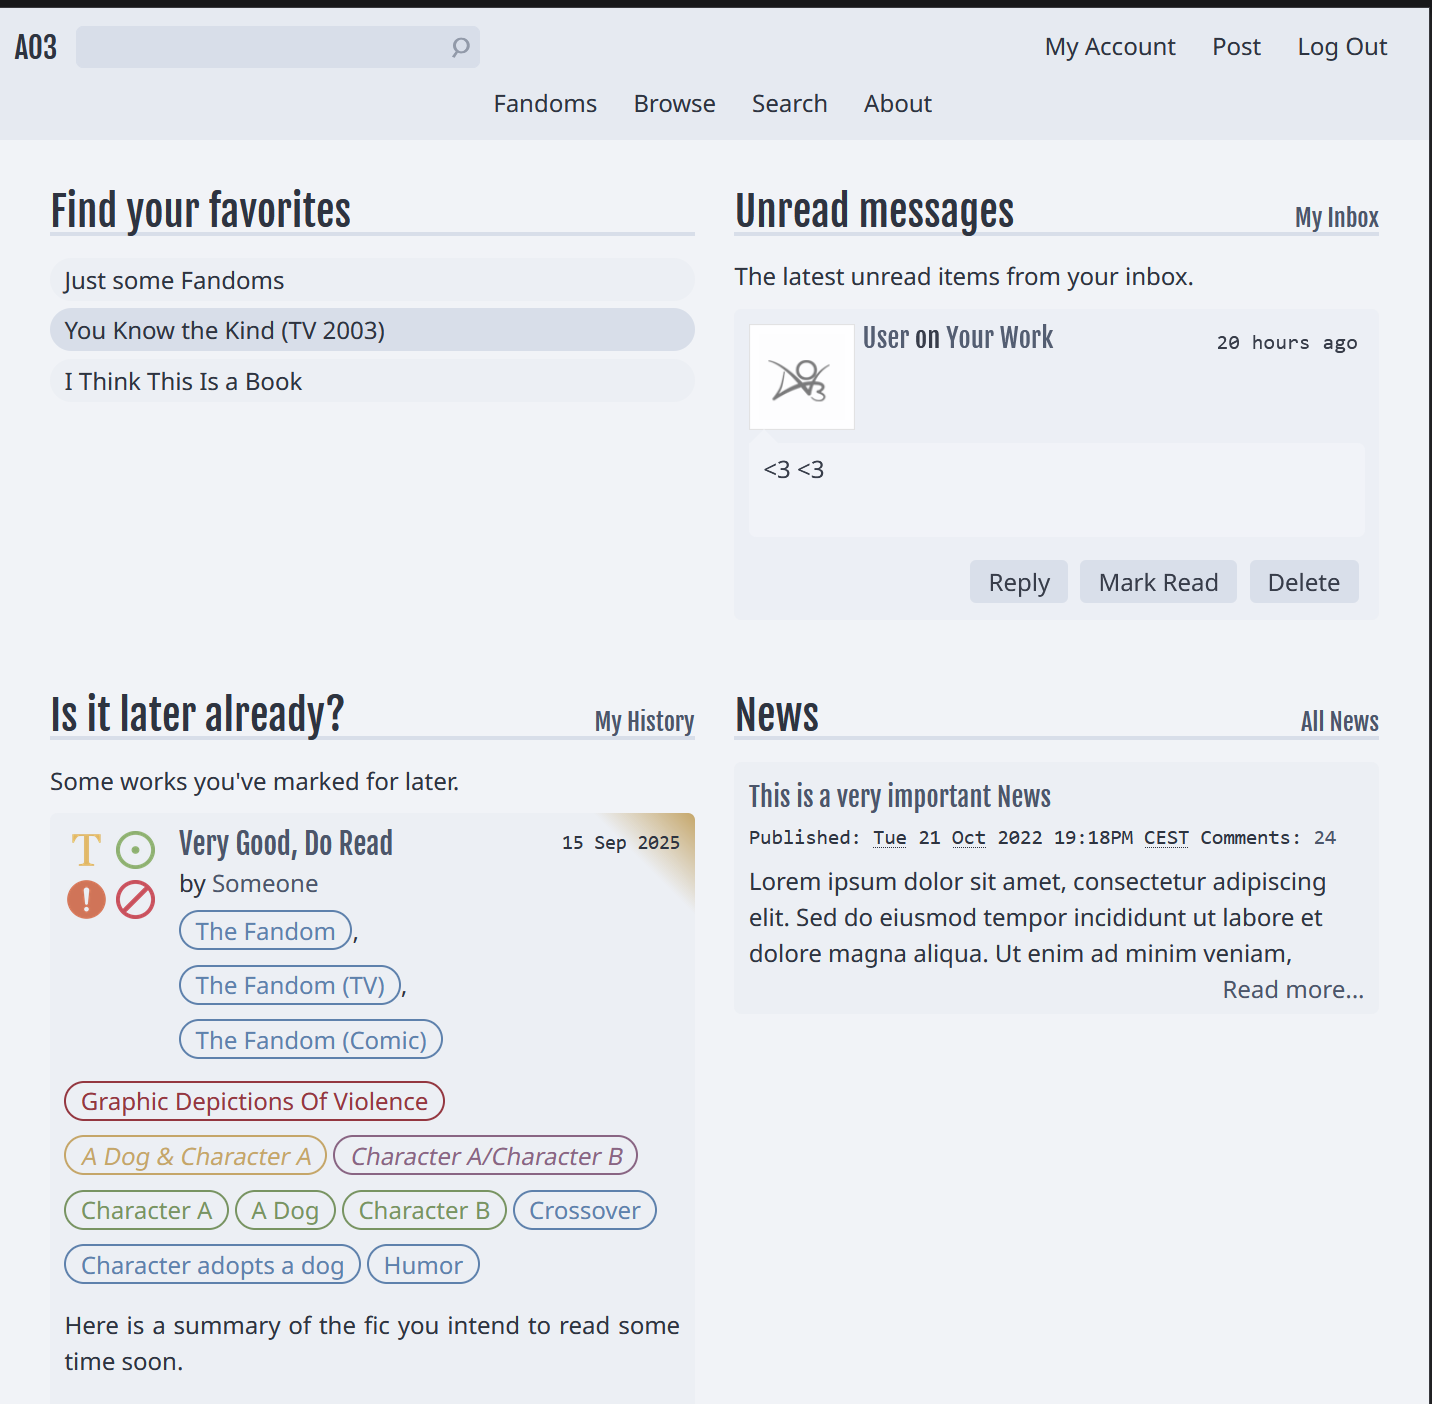 AO3
My Account Post Log Out
Fandoms Browse Search About
Find your favorites
Just some Fandoms
You Know the Kind (TV 2003)
I Think This Is a Book
Unread messages My Inbox
The latest unread items from your inbox.
User on Your Work 20 hours ago
<3 <3
Reply Mark Read Delete
Is it later already? My History
Some works you've marked for later.
T
!
Very Good, Do Read 15 Sep 2025
by Someone
The Fandom,
The Fandom (TV),
The Fandom (Comic)
Graphic Depictions Of Violence
A Dog & Character A Character A/Character B
Character A A Dog Character B Crossover
Character adopts a dog Humor
Here is a summary of the fic you intend to read some
time soon.
News All News
This is a very important News
Published: Tue 21 Oct 2022 19:18PM CEST Comments: 24
Lorem ipsum dolor sit amet, consectetur adipiscing
elit. Sed do eiusmod tempor incididunt ut labore et
dolore magna aliqua. Ut enim ad minim veniam,
Read more...